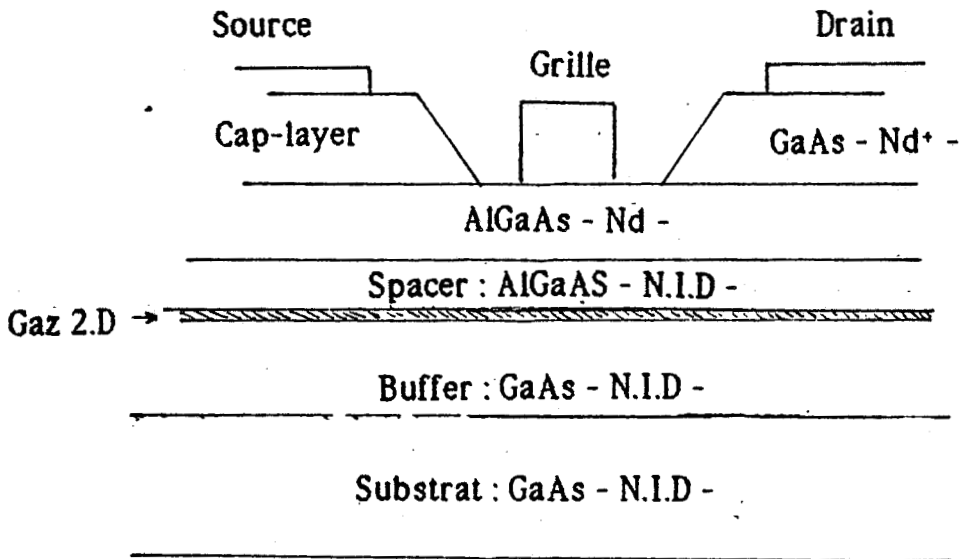 Source
Drain
Grille
Cap-layer
GaAs - Nd⁺ -
AlGaAs - Nd -
Spacer : AlGaAS - N.I.D -
Gaz 2.D →
Buffer : GaAs - N.I.D -
Substrat : GaAs - N.I.D -